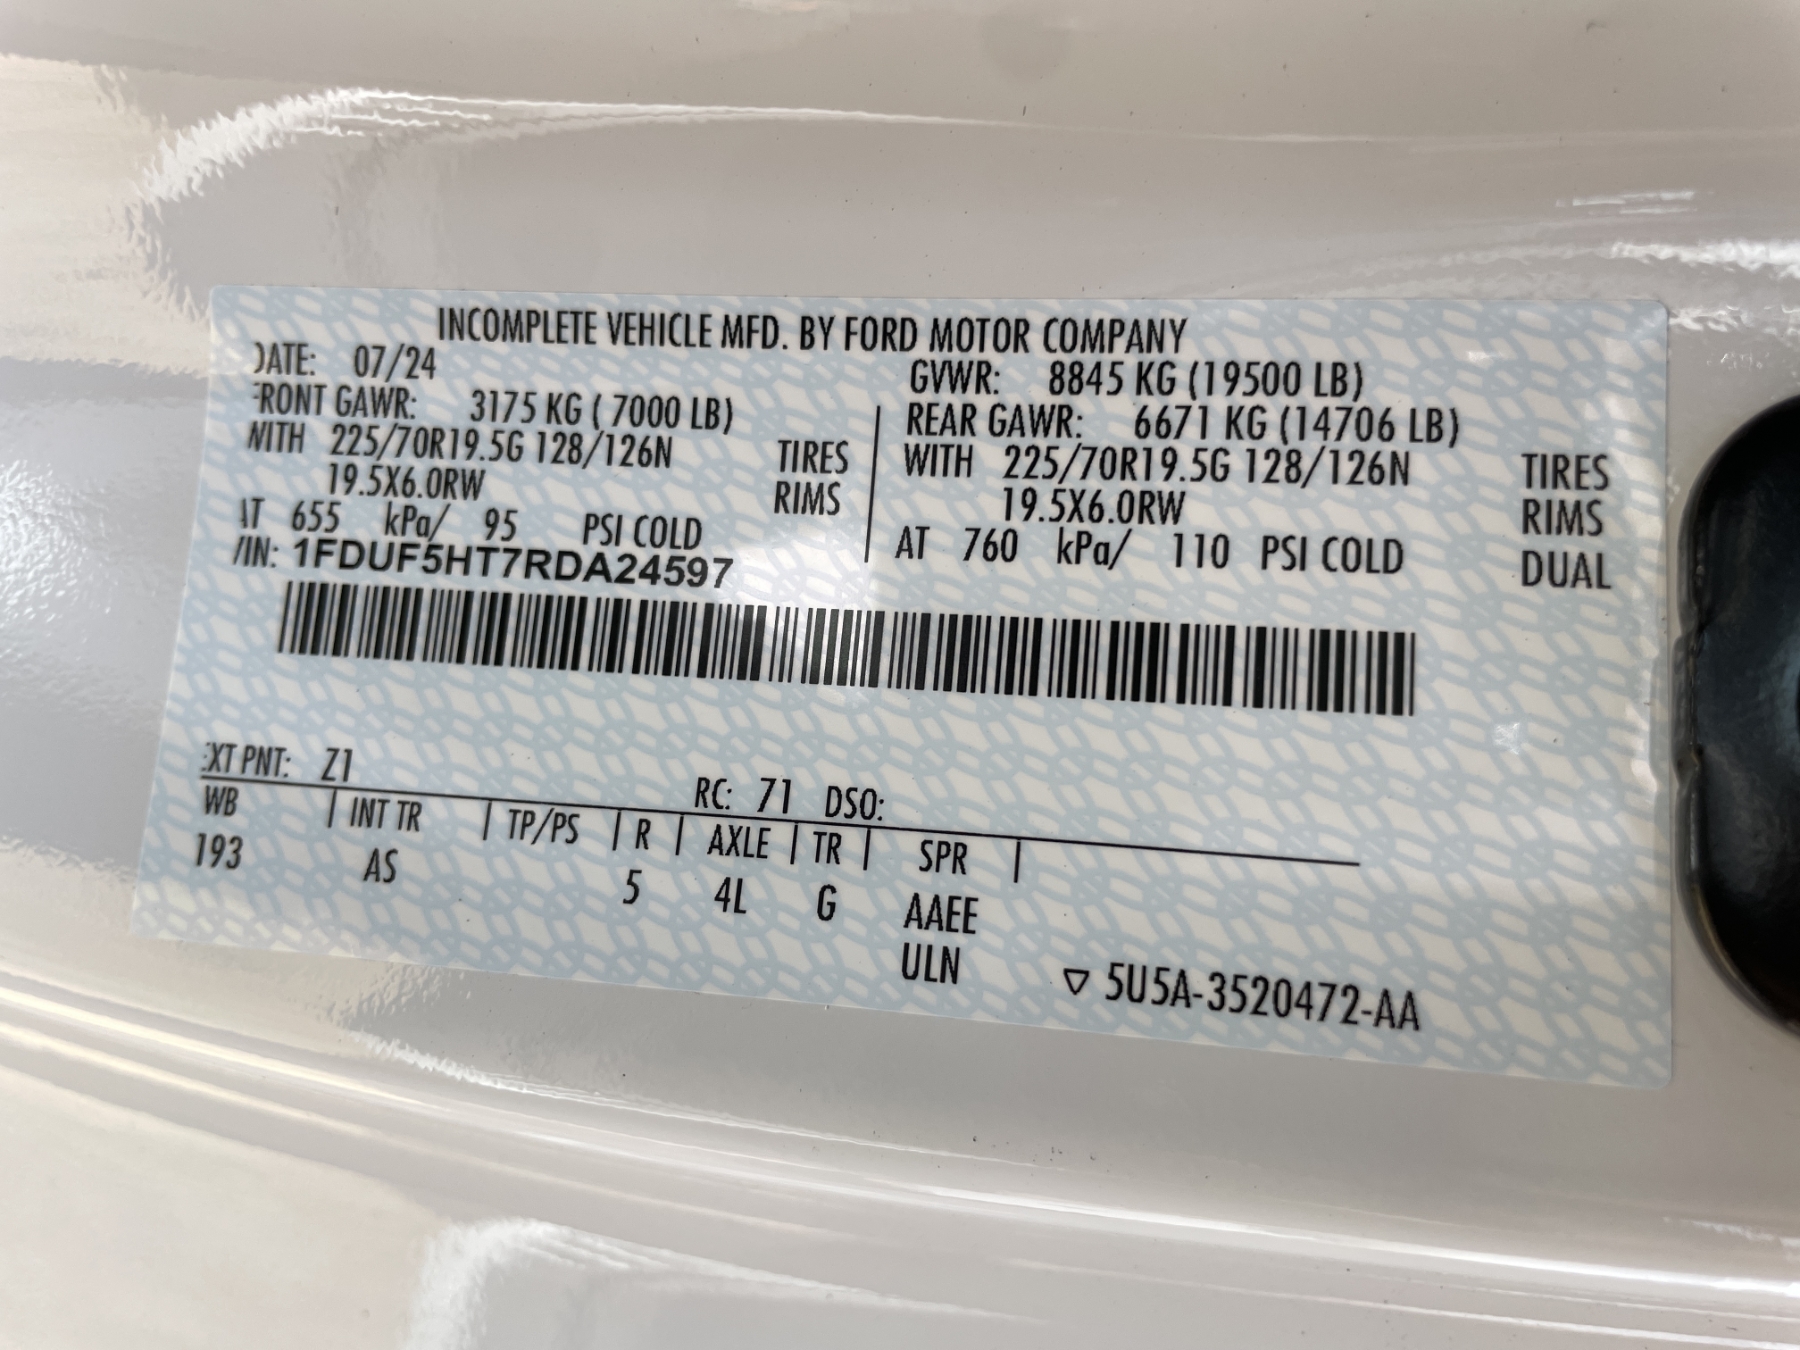 INCOMPLETE VEHICLE MFD. BY FORD MOTOR COMPANY
DATE: 07/24 GVWR: 8845 KG (19500 LB)
FRONT GAWR: 3175 KG ( 7000 LB) REAR GAWR: 6671 KG (14706 LB)
WITH 225/70R19.5G 128/126N TIRES WITH 225/70R19.5G 128/126N TIRES
19.5X6.0RW RIMS 19.5X6.0RW RIMS
AT 655 kPa/ 95 PSI COLD AT 760 kPa/ 110 PSI COLD DUAL
VIN: 1FDUF5HT7RDA24597
EXT PNT: Z1 RC: 71 DSO:
WB | INT TR | TP/PS | R | AXLE | TR | SPR |
193 AS 5 4L G AAEE
ULN
▽ 5U5A-3520472-AA